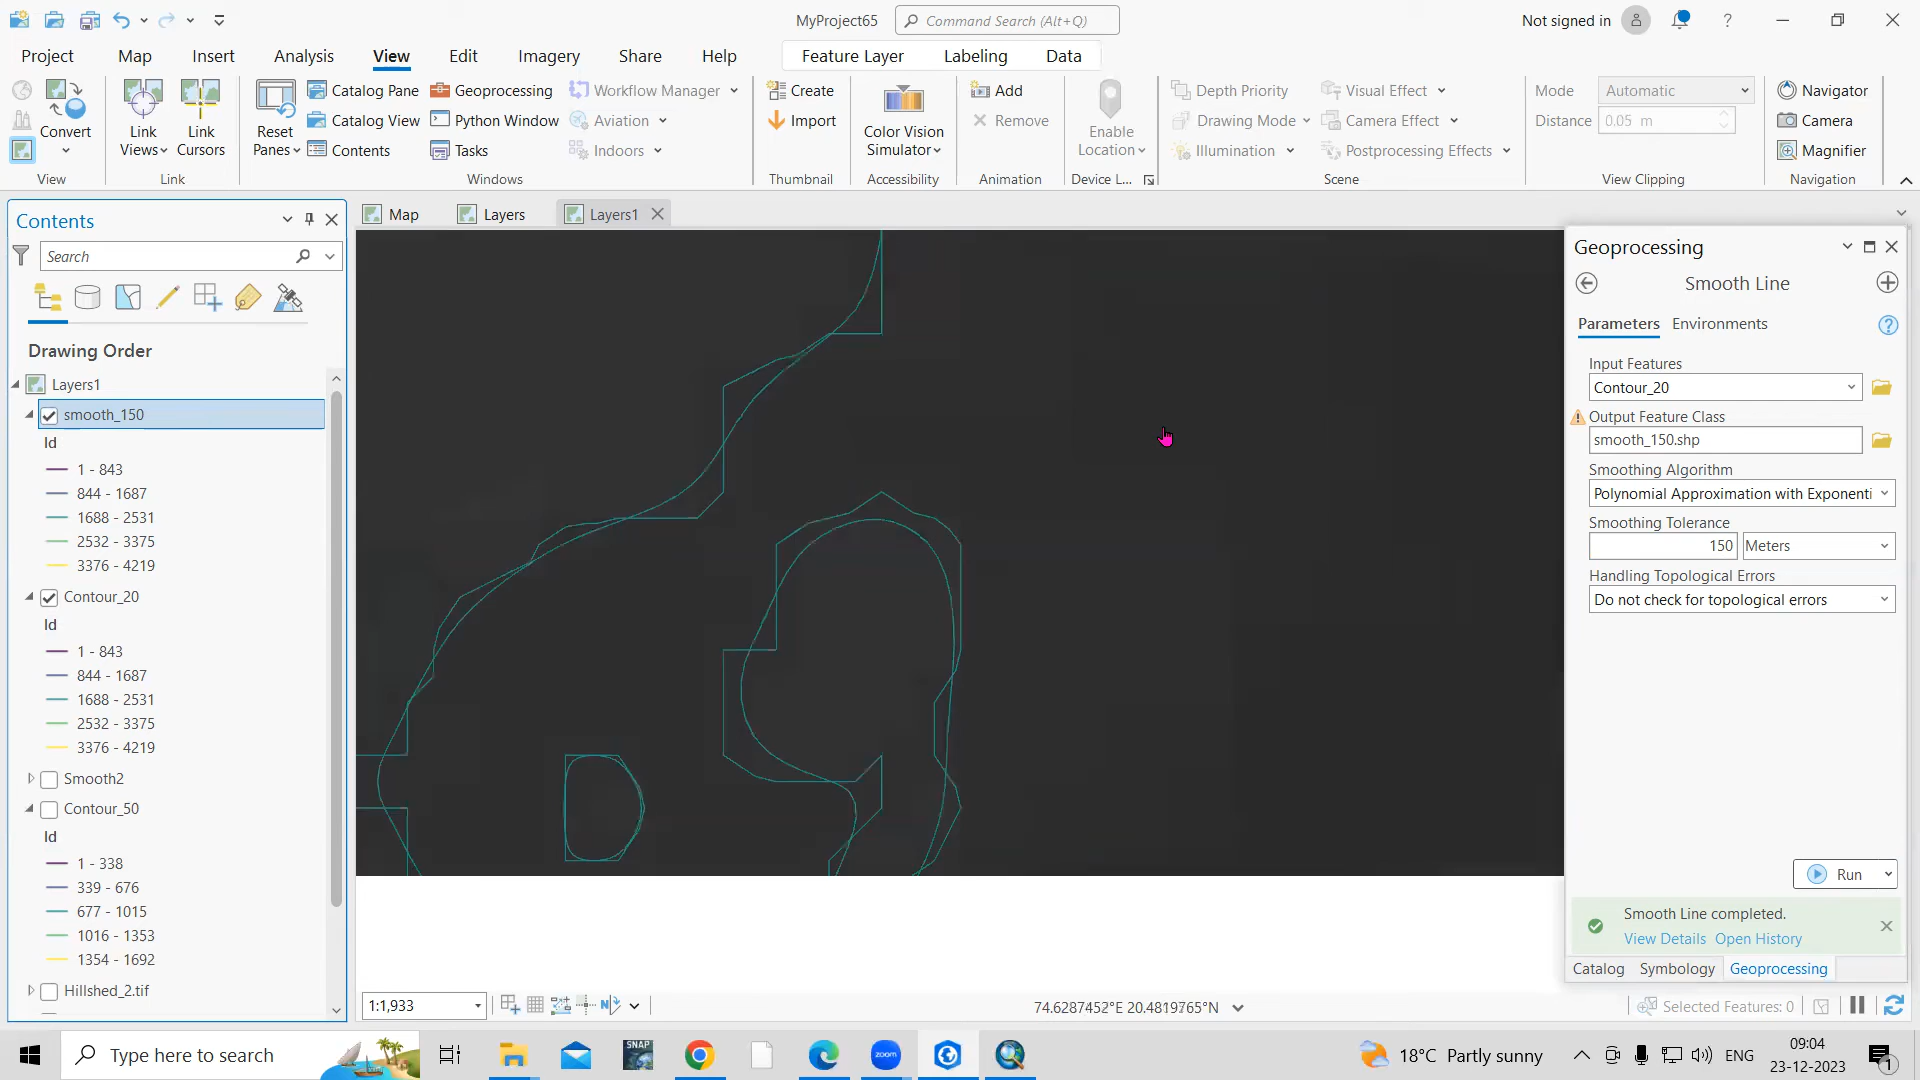 MyProject65
Command Search (Alt+Q)
Not signed in
Project
Map
Insert
Analysis
View
Edit
Imagery
Share
Help
Feature Layer
Labeling
Data
Convert
View
Link Views
Link Cursors
Link
Reset Panes
Catalog Pane
Geoprocessing
Workflow Manager
Catalog View
Python Window
Aviation
Contents
Tasks
Indoors
Windows
Create
Import
Thumbnail
Color Vision Simulator
Accessibility
Add
Remove
Animation
Enable Location
Device L...
Depth Priority
Visual Effect
Drawing Mode
Camera Effect
Illumination
Postprocessing Effects
Scene
Mode
Automatic
Distance
0.05 m
View Clipping
Navigator
Camera
Magnifier
Navigation
Contents
Search
Drawing Order
Layers1
smooth_150
Id
1 - 843
844 - 1687
1688 - 2531
2532 - 3375
3376 - 4219
Contour_20
Id
1 - 843
844 - 1687
1688 - 2531
2532 - 3375
3376 - 4219
Smooth2
Contour_50
Id
1 - 338
339 - 676
677 - 1015
1016 - 1353
1354 - 1692
Hillshed_2.tif
Map
Layers
Layers1
1:1,933
74.6287452°E 20.4819765°N
Selected Features: 0
Geoprocessing
Smooth Line
Parameters
Environments
Input Features
Contour_20
Output Feature Class
smooth_150.shp
Smoothing Algorithm
Polynomial Approximation with Exponenti
Smoothing Tolerance
150
Meters
Handling Topological Errors
Do not check for topological errors
Run
Smooth Line completed.
View Details
Open History
Catalog
Symbology
Geoprocessing
Type here to search
SNAP
zoom
18°C Partly sunny
ENG
09:04
23-12-2023
1